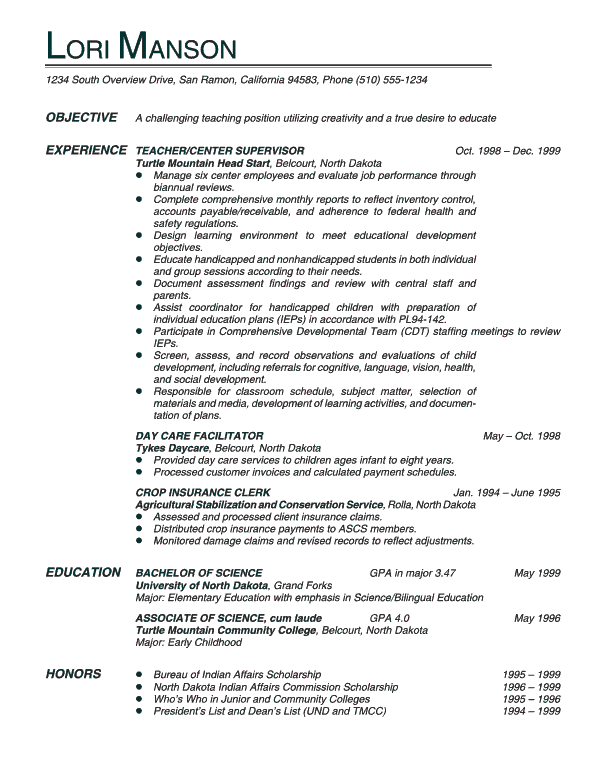 LORI MANSON
1234 South Overview Drive, San Ramon, California 94583, Phone (510) 555-1234
OBJECTIVE A challenging teaching position utilizing creativity and a true desire to educate
EXPERIENCE TEACHER/CENTER SUPERVISOR Oct. 1998 – Dec. 1999
Turtle Mountain Head Start, Belcourt, North Dakota
● Manage six center employees and evaluate job performance through
biannual reviews.
● Complete comprehensive monthly reports to reflect inventory control,
accounts payable/receivable, and adherence to federal health and
safety regulations.
● Design learning environment to meet educational development
objectives.
● Educate handicapped and nonhandicapped students in both individual
and group sessions according to their needs.
● Document assessment findings and review with central staff and
parents.
● Assist coordinator for handicapped children with preparation of
individual education plans (IEPs) in accordance with PL94-142.
● Participate in Comprehensive Developmental Team (CDT) staffing meetings to review
IEPs.
● Screen, assess, and record observations and evaluations of child
development, including referrals for cognitive, language, vision, health,
and social development.
● Responsible for classroom schedule, subject matter, selection of
materials and media, development of learning activities, and documen-
tation of plans.
DAY CARE FACILITATOR May – Oct. 1998
Tykes Daycare, Belcourt, North Dakota
● Provided day care services to children ages infant to eight years.
● Processed customer invoices and calculated payment schedules.
CROP INSURANCE CLERK Jan. 1994 – June 1995
Agricultural Stabilization and Conservation Service, Rolla, North Dakota
● Assessed and processed client insurance claims.
● Distributed crop insurance payments to ASCS members.
● Monitored damage claims and revised records to reflect adjustments.
EDUCATION BACHELOR OF SCIENCE GPA in major 3.47 May 1999
University of North Dakota, Grand Forks
Major: Elementary Education with emphasis in Science/Bilingual Education
ASSOCIATE OF SCIENCE, cum laude GPA 4.0 May 1996
Turtle Mountain Community College, Belcourt, North Dakota
Major: Early Childhood
HONORS ● Bureau of Indian Affairs Scholarship 1995 – 1999
● North Dakota Indian Affairs Commission Scholarship 1996 – 1999
● Who's Who in Junior and Community Colleges 1995 – 1996
● President's List and Dean's List (UND and TMCC) 1994 – 1999